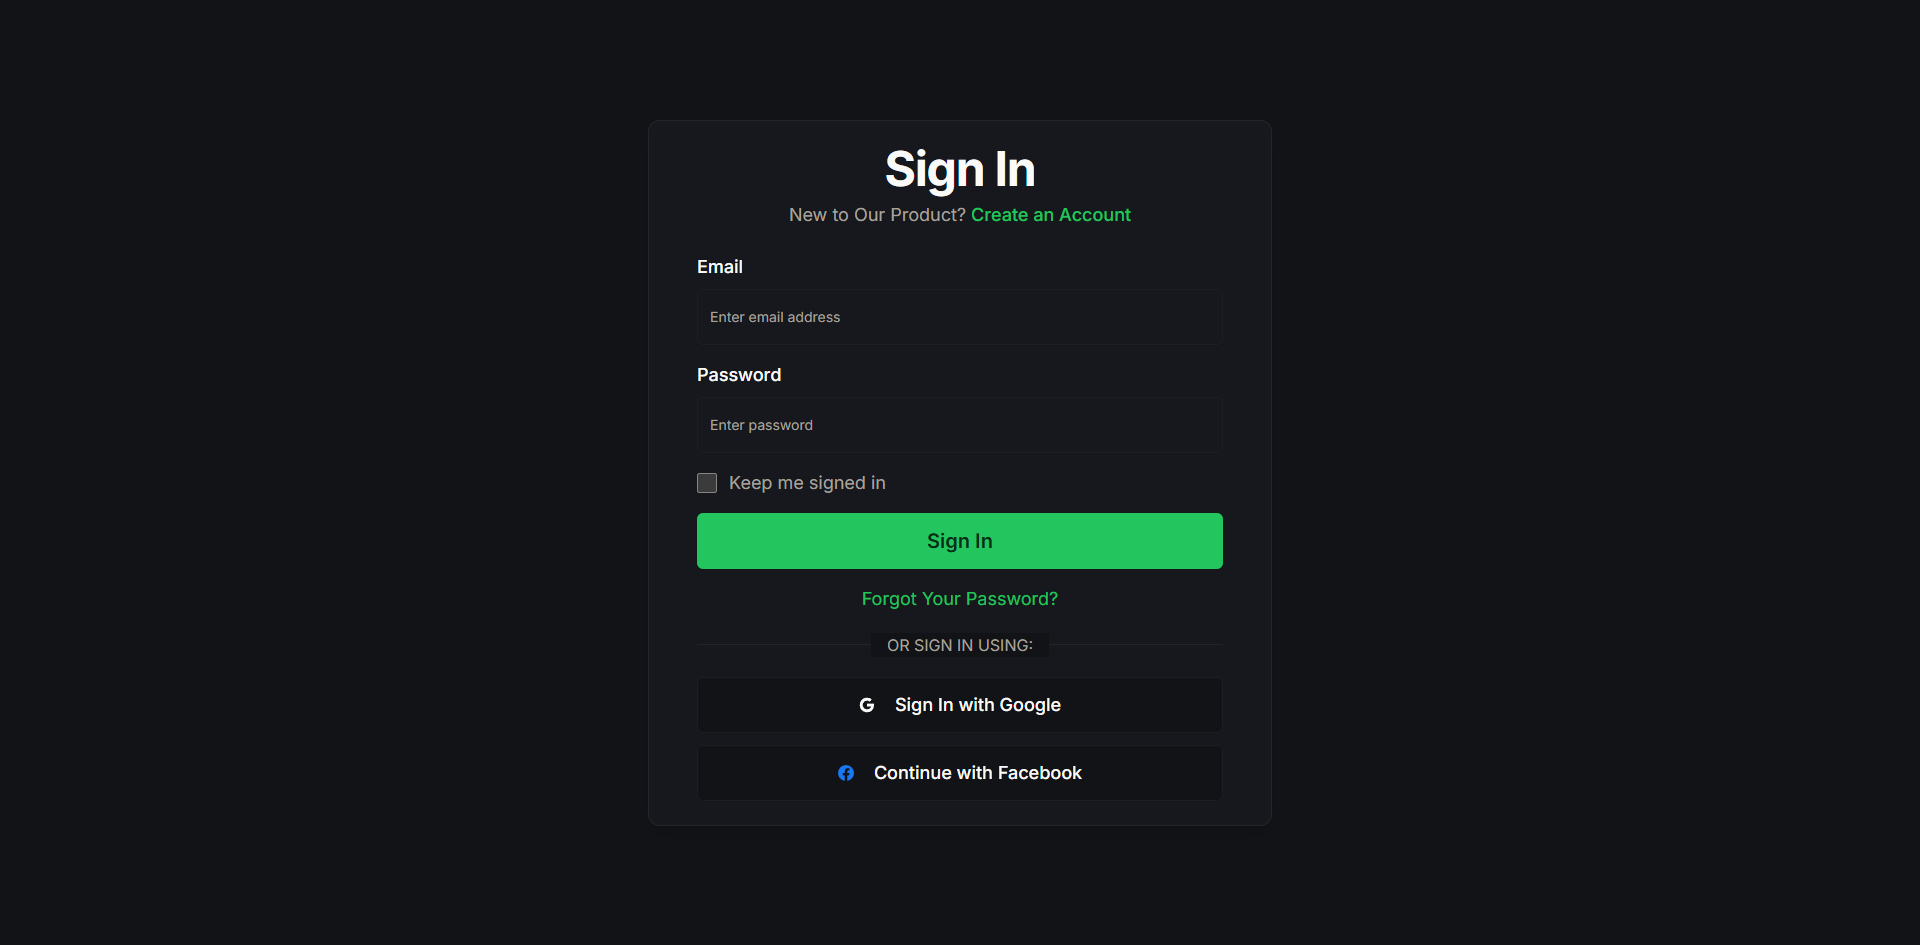 Sign In
New to Our Product? Create an Account
Email
Enter email address
Password
Enter password
Keep me signed in
Sign In
Forgot Your Password?
OR SIGN IN USING:
Sign In with Google
Continue with Facebook